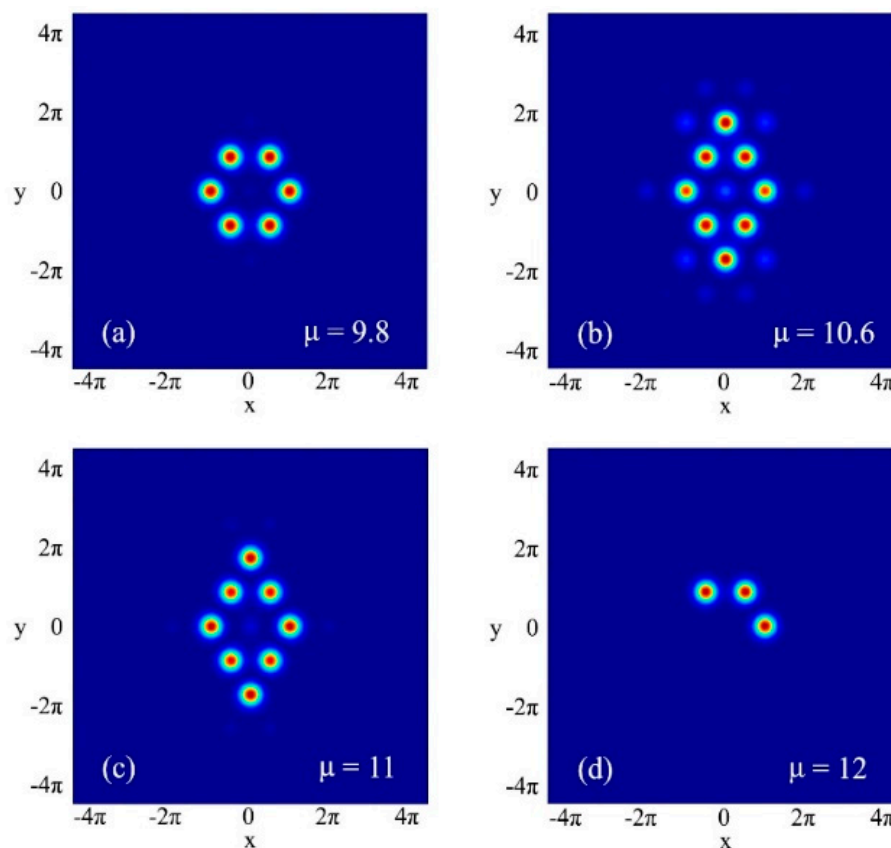 4π 4π
2π 2π
y 0 y 0
-2π -2π
(a) μ = 9.8 (b) μ = 10.6
-4π -4π
-4π -2π 0 2π 4π -4π -2π 0 2π 4π
x x
4π 4π
2π 2π
y 0 y 0
-2π -2π
(c) μ = 11 (d) μ = 12
-4π -4π
-4π -2π 0 2π 4π -4π -2π 0 2π 4π
x x